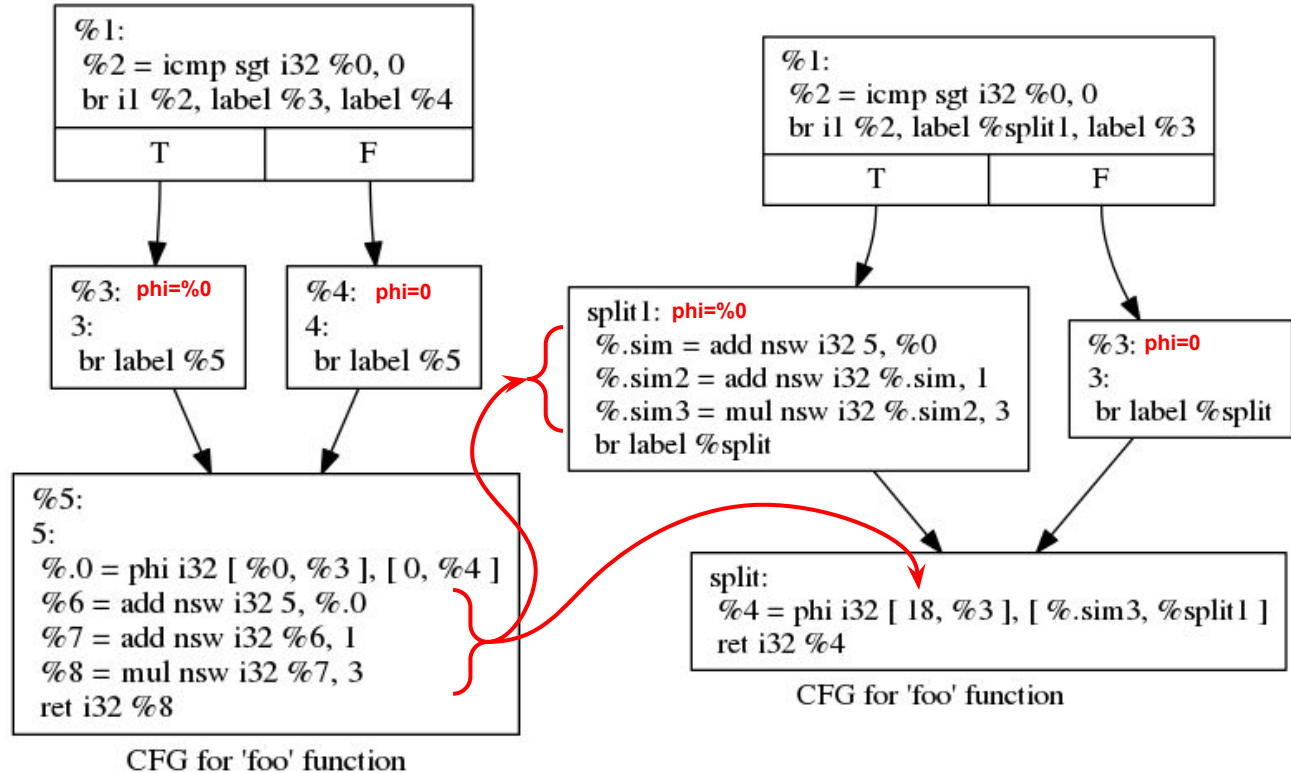 %1:
%2 = icmp sgt i32 %0, 0
br i1 %2, label %3, label %4
T
F
%3: phi=%0
3:
br label %5
%4: phi=0
4:
br label %5
%5:
5:
%.0 = phi i32 [ %0, %3 ], [ 0, %4 ]
%6 = add nsw i32 5, %.0
%7 = add nsw i32 %6, 1
%8 = mul nsw i32 %7, 3
ret i32 %8
CFG for 'foo' function
%1:
%2 = icmp sgt i32 %0, 0
br i1 %2, label %split1, label %3
T
F
split1: phi=%0
%.sim = add nsw i32 5, %0
%.sim2 = add nsw i32 %.sim, 1
%.sim3 = mul nsw i32 %.sim2, 3
br label %split
%3: phi=0
3:
br label %split
split:
%4 = phi i32 [ 18, %3 ], [ %.sim3, %split1 ]
ret i32 %4
CFG for 'foo' function